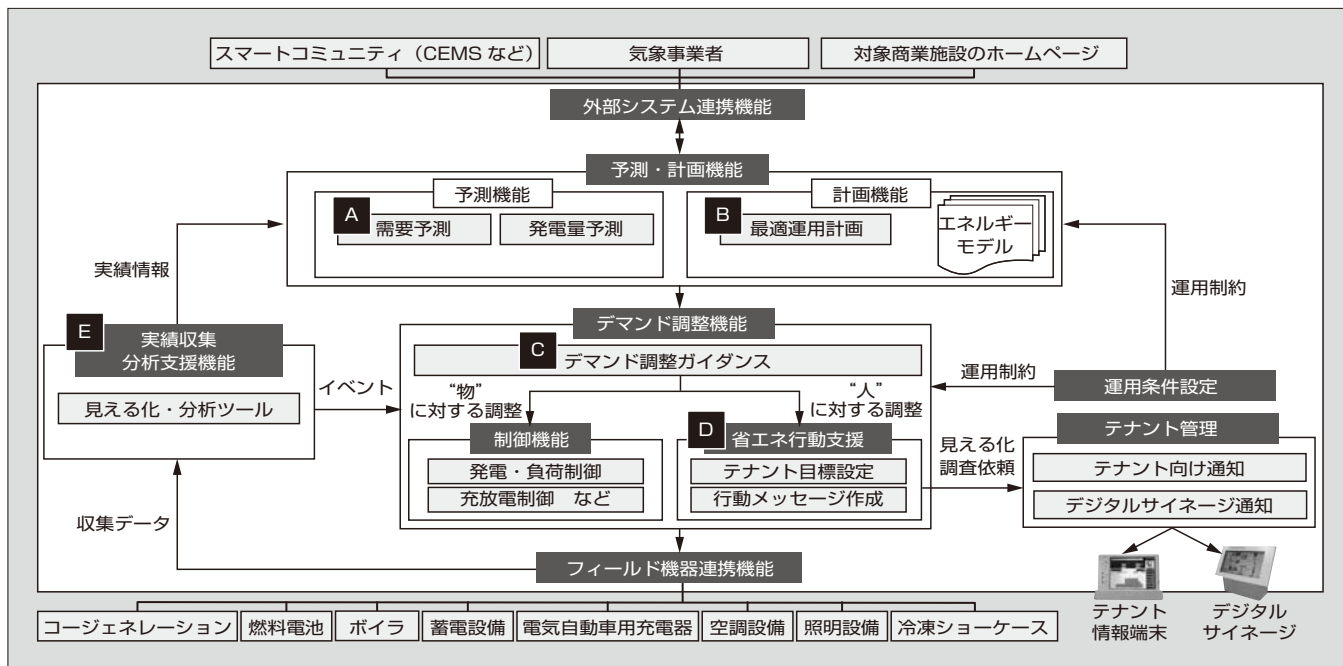 スマートコミュニティ（CEMS など）
気象事業者
対象商業施設のホームページ
外部システム連携機能
予測・計画機能
予測機能
計画機能
A
需要予測
発電量予測
B
最適運用計画
エネルギー
モデル
実績情報
運用制約
E
実績収集
分析支援機能
見える化・分析ツール
イベント
デマンド調整機能
C
デマンド調整ガイダンス
“物”
に対する調整
“人”
に対する調整
運用制約
運用条件設定
制御機能
発電・負荷制御
充放電制御　など
D
省エネ行動支援
テナント目標設定
行動メッセージ作成
見える化
調査依頼
テナント管理
テナント向け通知
デジタルサイネージ通知
収集データ
フィールド機器連携機能
テナント
情報端末
デジタル
サイネージ
コージェネレーション
燃料電池
ボイラ
蓄電設備
電気自動車用充電器
空調設備
照明設備
冷凍ショーケース